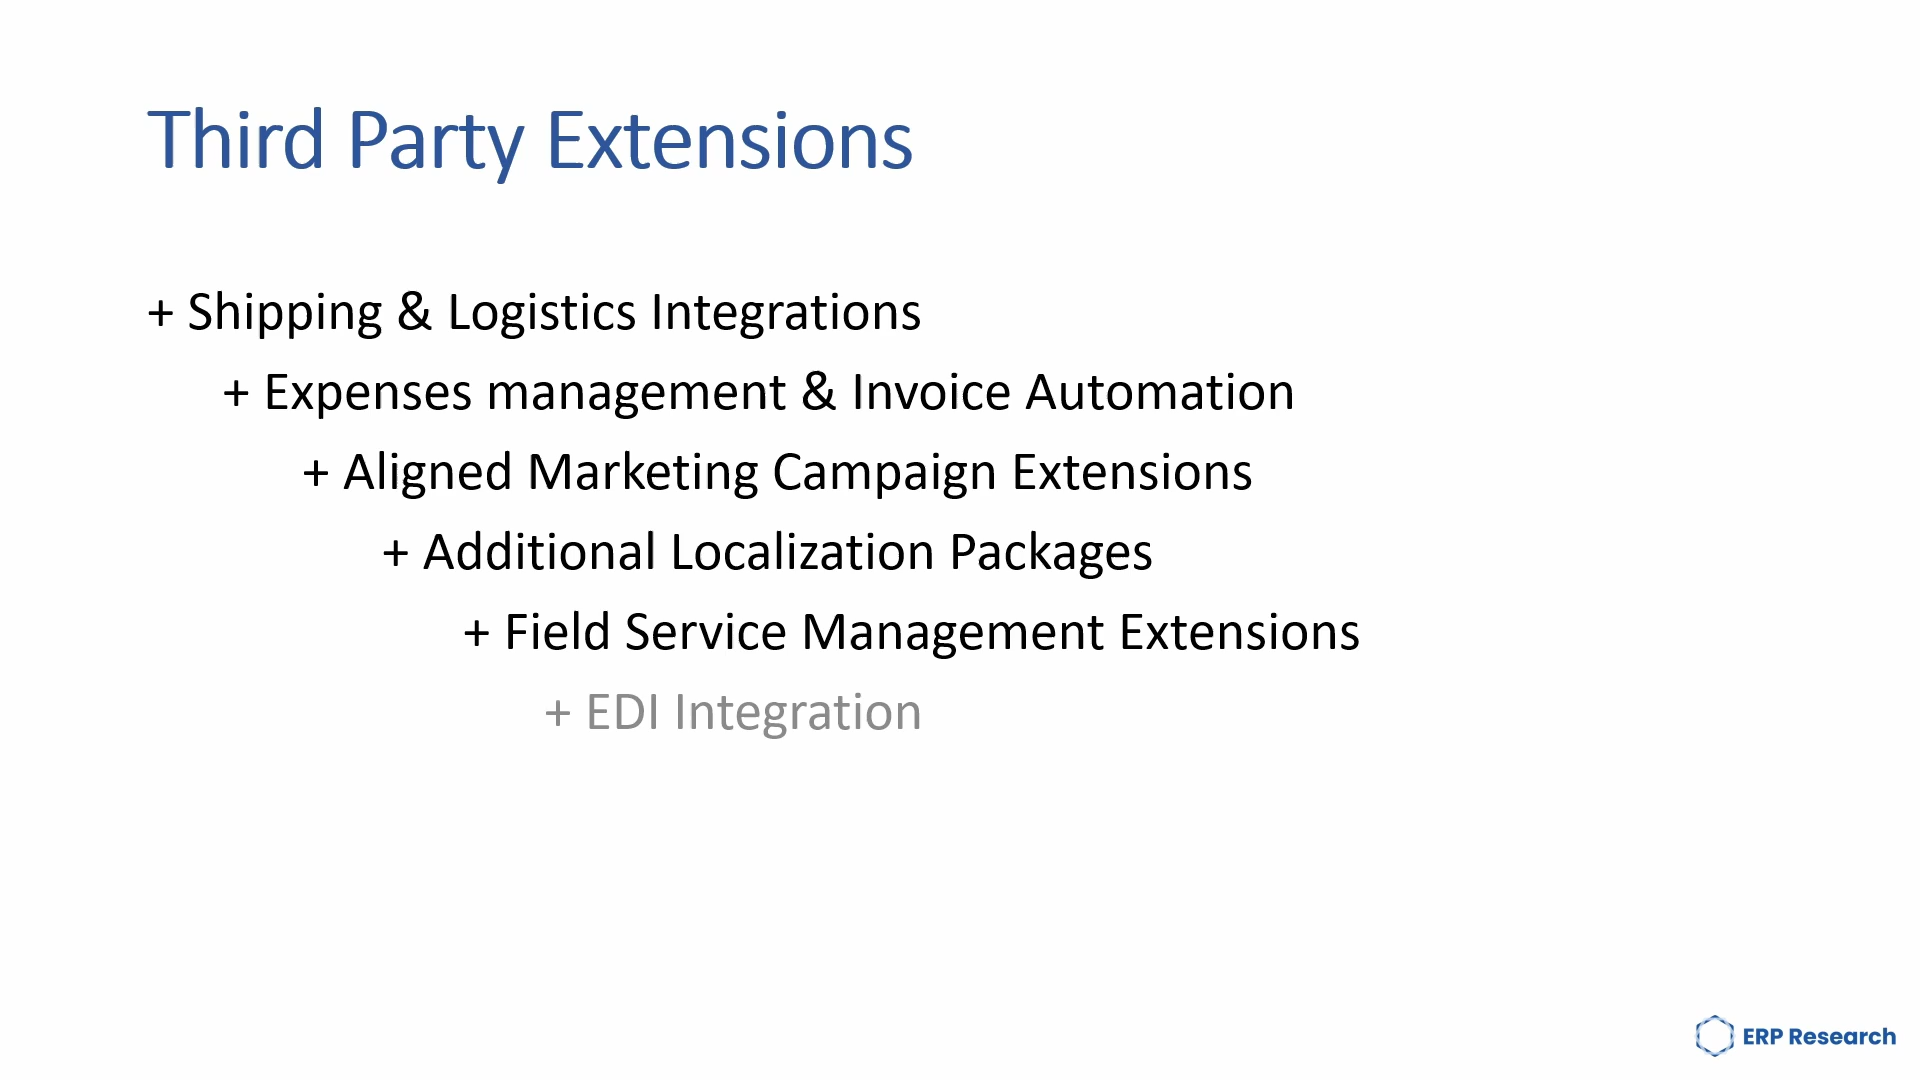 Third Party Extensions
+ Shipping & Logistics Integrations
+ Expenses management & Invoice Automation
+ Aligned Marketing Campaign Extensions
+ Additional Localization Packages
+ Field Service Management Extensions
+ EDI Integration
ERP Research